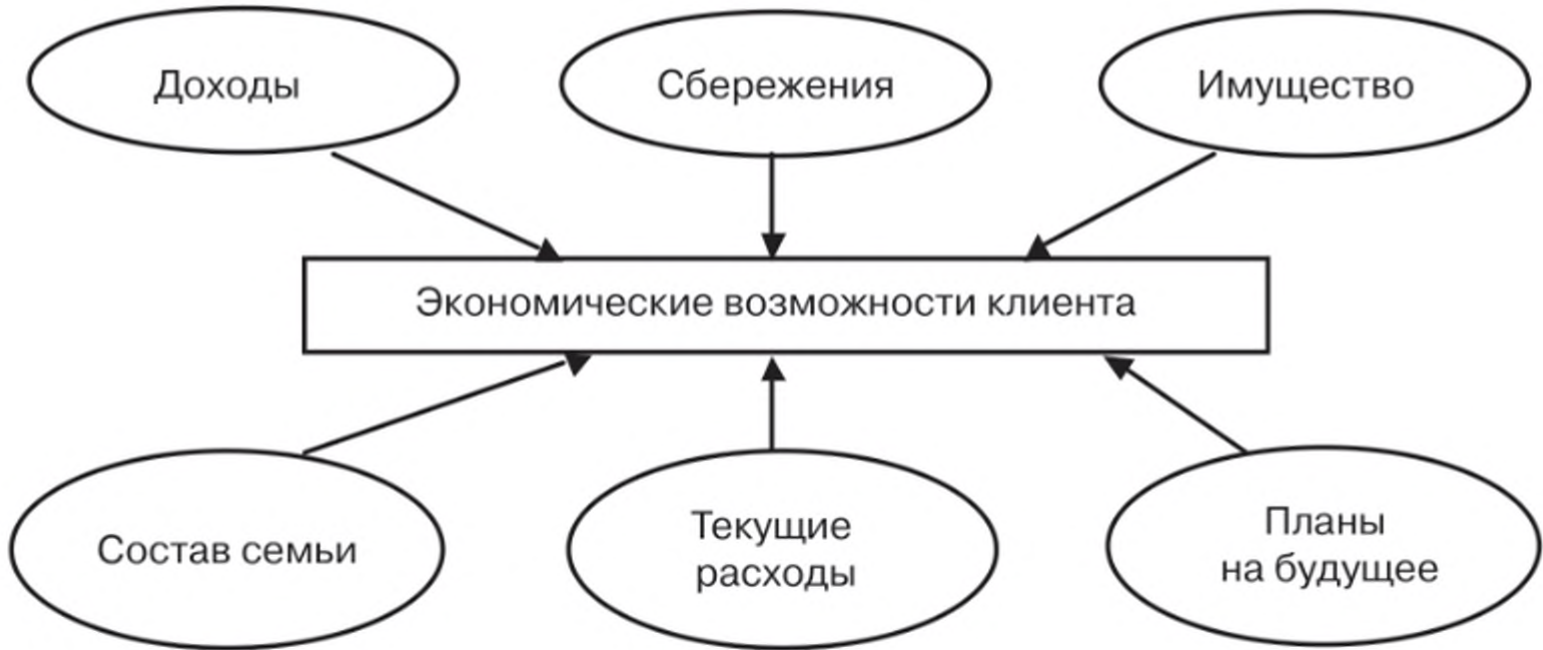 Доходы
Сбережения
Имущество
Экономические возможности клиента
Состав семьи
Текущие
расходы
Планы
на будущее